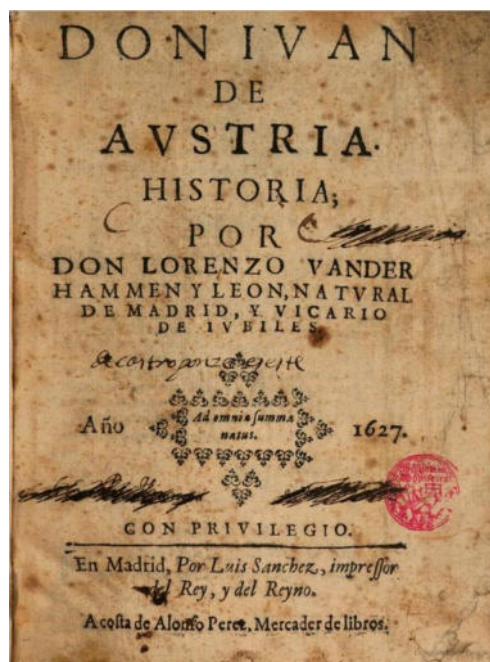 DON IVAN
DE
AVSTRIA.
HISTORIA;
POR
DON LORENZO VANDER
HAMMEN Y LEON, NATVRAL
DE MADRID, Y VICARIO
DE IVBILES.
Año
Ad omnia summa
natus.
1627.
CON PRIVILEGIO.
En Madrid, Por Luis Sanchez, impressor
del Rey, y del Reyno.
A costa de Alonso Perez, Mercader de libros.